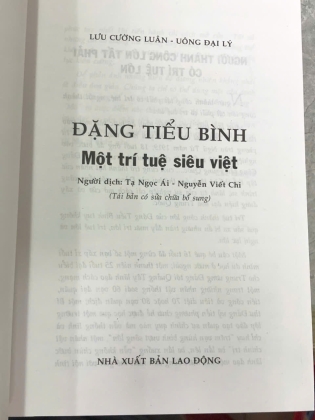 LƯU CƯỜNG LUÂN - UÔNG ĐẠI LÝ
ĐẶNG TIỂU BÌNH
Một trí tuệ siêu việt
Người dịch: Tạ Ngọc Ái - Nguyễn Viết Chi
(Tái bản có sửa chữa bổ sung)
NHÀ XUẤT BẢN LAO ĐỘNG